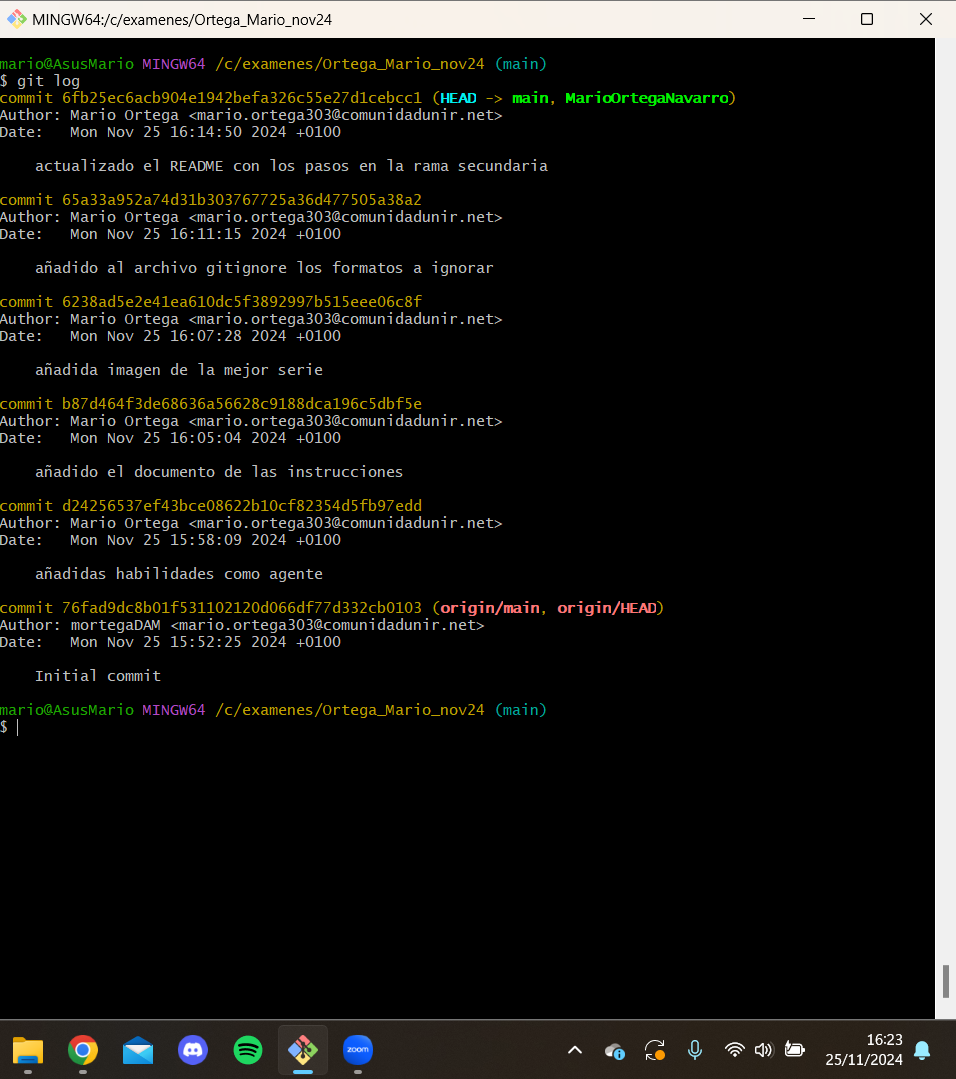 MINGW64:/c/examenes/Ortega_Mario_nov24
mario@AsusMario MINGW64 /c/examenes/Ortega_Mario_nov24 (main)
$ git log
commit 6fb25ec6acb904e1942befa326c55e27d1cebcc1 (HEAD -> main, MarioOrtegaNavarro)
Author: Mario Ortega <mario.ortega303@comunidadunir.net>
Date:   Mon Nov 25 16:14:50 2024 +0100
actualizado el README con los pasos en la rama secundaria
commit 65a33a952a74d31b303767725a36d477505a38a2
Author: Mario Ortega <mario.ortega303@comunidadunir.net>
Date:   Mon Nov 25 16:11:15 2024 +0100
añadido al archivo gitignore los formatos a ignorar
commit 6238ad5e2e41ea610dc5f3892997b515eee06c8f
Author: Mario Ortega <mario.ortega303@comunidadunir.net>
Date:   Mon Nov 25 16:07:28 2024 +0100
añadida imagen de la mejor serie
commit b87d464f3de68636a56628c9188dca196c5dbf5e
Author: Mario Ortega <mario.ortega303@comunidadunir.net>
Date:   Mon Nov 25 16:05:04 2024 +0100
añadido el documento de las instrucciones
commit d24256537ef43bce08622b10cf82354d5fb97edd
Author: Mario Ortega <mario.ortega303@comunidadunir.net>
Date:   Mon Nov 25 15:58:09 2024 +0100
añadidas habilidades como agente
commit 76fad9dc8b01f531102120d066df77d332cb0103 (origin/main, origin/HEAD)
Author: mortegaDAM <mario.ortega303@comunidadunir.net>
Date:   Mon Nov 25 15:52:25 2024 +0100
Initial commit
mario@AsusMario MINGW64 /c/examenes/Ortega_Mario_nov24 (main)
$
zoom
16:23
25/11/2024